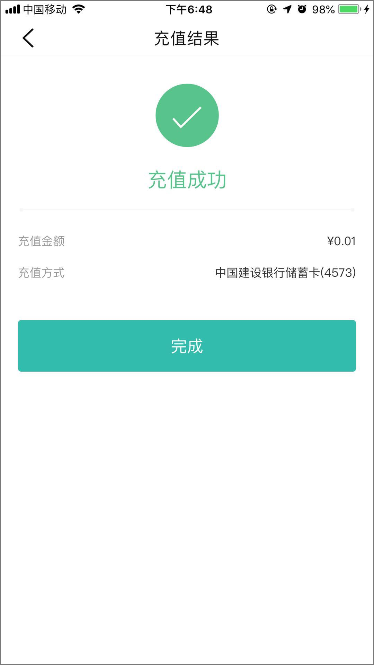 中国移动 下午6:48 98%
充值结果
充值成功
充值金额 ¥0.01
充值方式 中国建设银行储蓄卡(4573)
完成